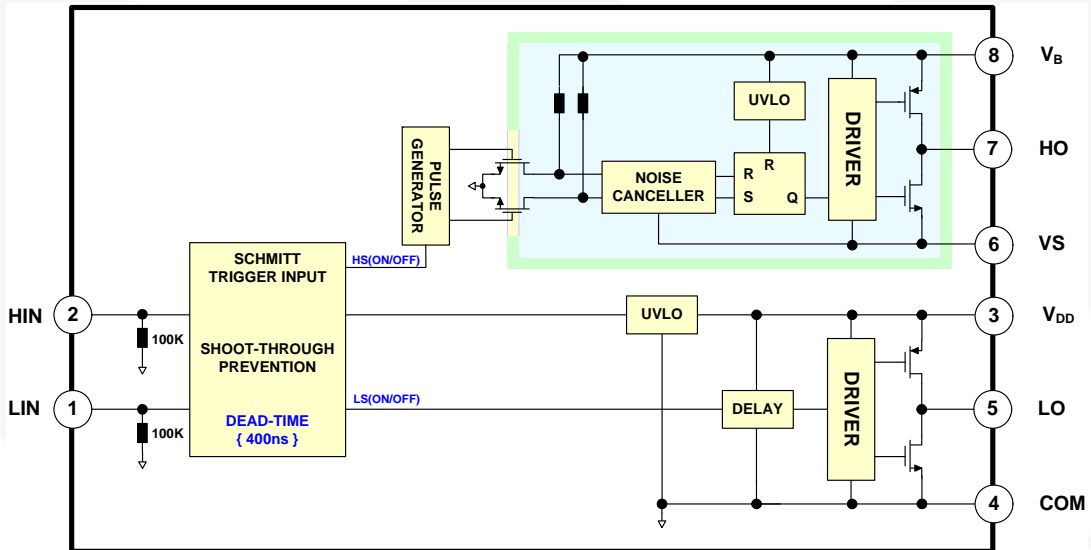 8
V_B
UVLO
DRIVER
PULSE
GENERATOR
7
HO
NOISE
CANCELLER
R
R
S
Q
6
VS
SCHMITT
TRIGGER INPUT
HS(ON/OFF)
HIN
2
100K
UVLO
3
V_DD
SHOOT-THROUGH
PREVENTION
LIN
1
100K
LS(ON/OFF)
DELAY
DRIVER
5
LO
DEAD-TIME
{ 400ns }
4
COM